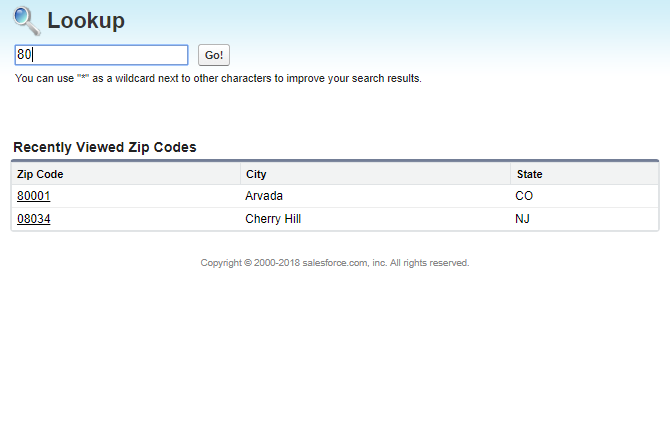 Lookup
80
Go!
You can use "*" as a wildcard next to other characters to improve your search results.
Recently Viewed Zip Codes
Zip Code City State
80001 Arvada CO
08034 Cherry Hill NJ
Copyright © 2000-2018 salesforce.com, inc. All rights reserved.